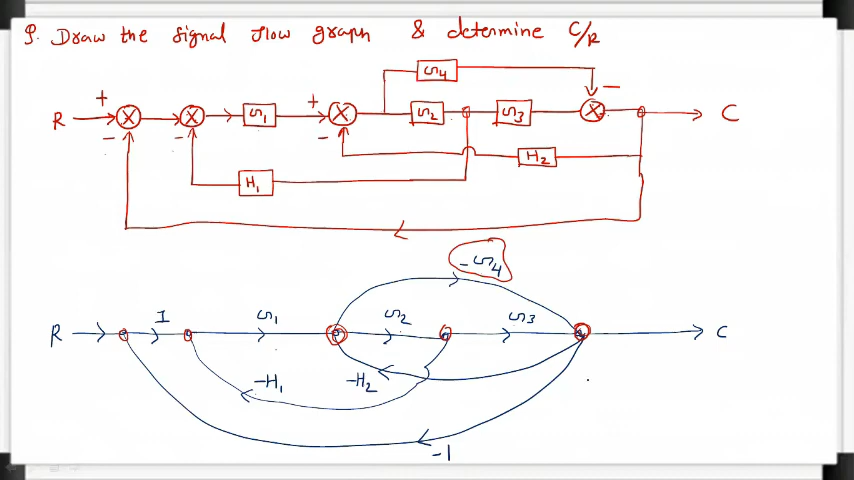 Q. Draw the signal flow graph & determine C/R
G4
+ + −
R G1 G2 G3 C
− − −
H2
H1
-G4
R 1 G1 G2 G3 C
-H1 -H2
-1